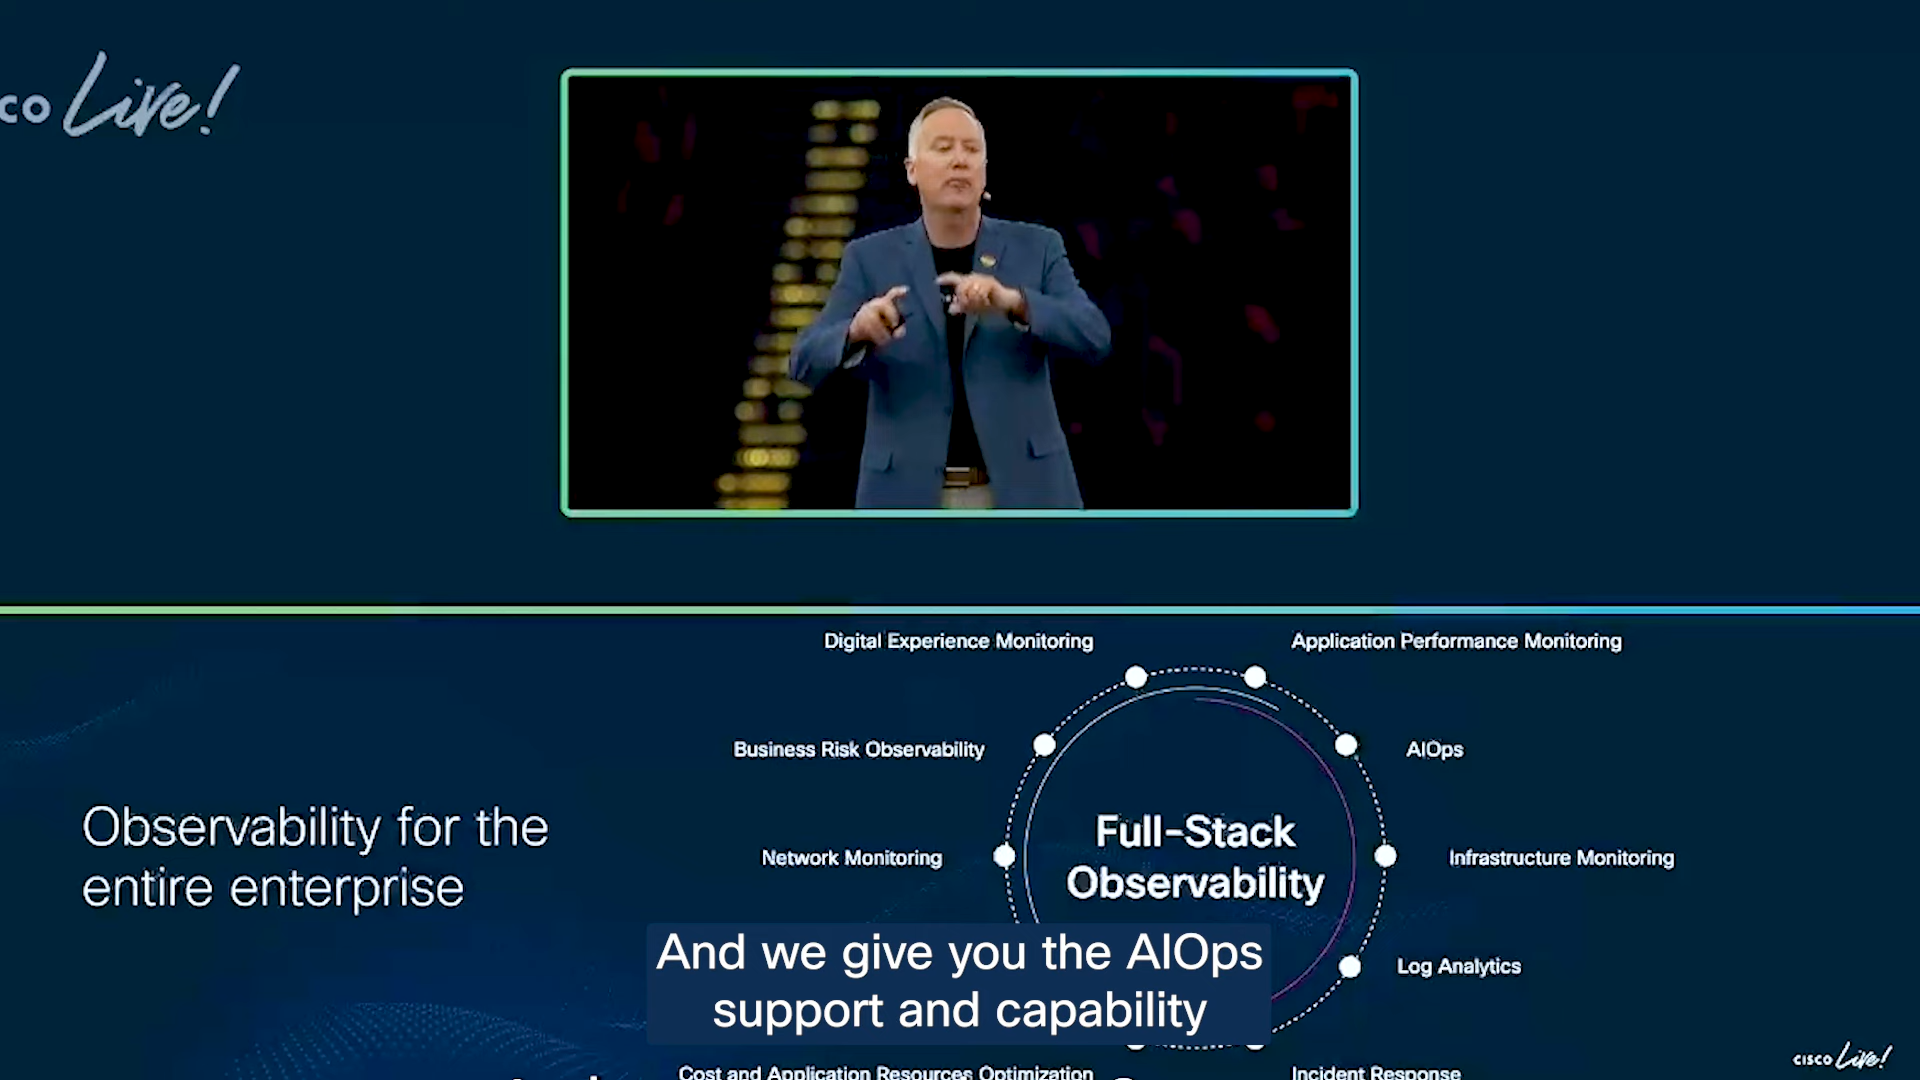 co Live!
Digital Experience Monitoring
Application Performance Monitoring
Business Risk Observability
AIOps
Observability for the
entire enterprise
Full-Stack
Observability
Network Monitoring
Infrastructure Monitoring
Log Analytics
And we give you the AIOps
support and capability
Cost and Application Resources Optimization
Incident Response
CISCO Live!